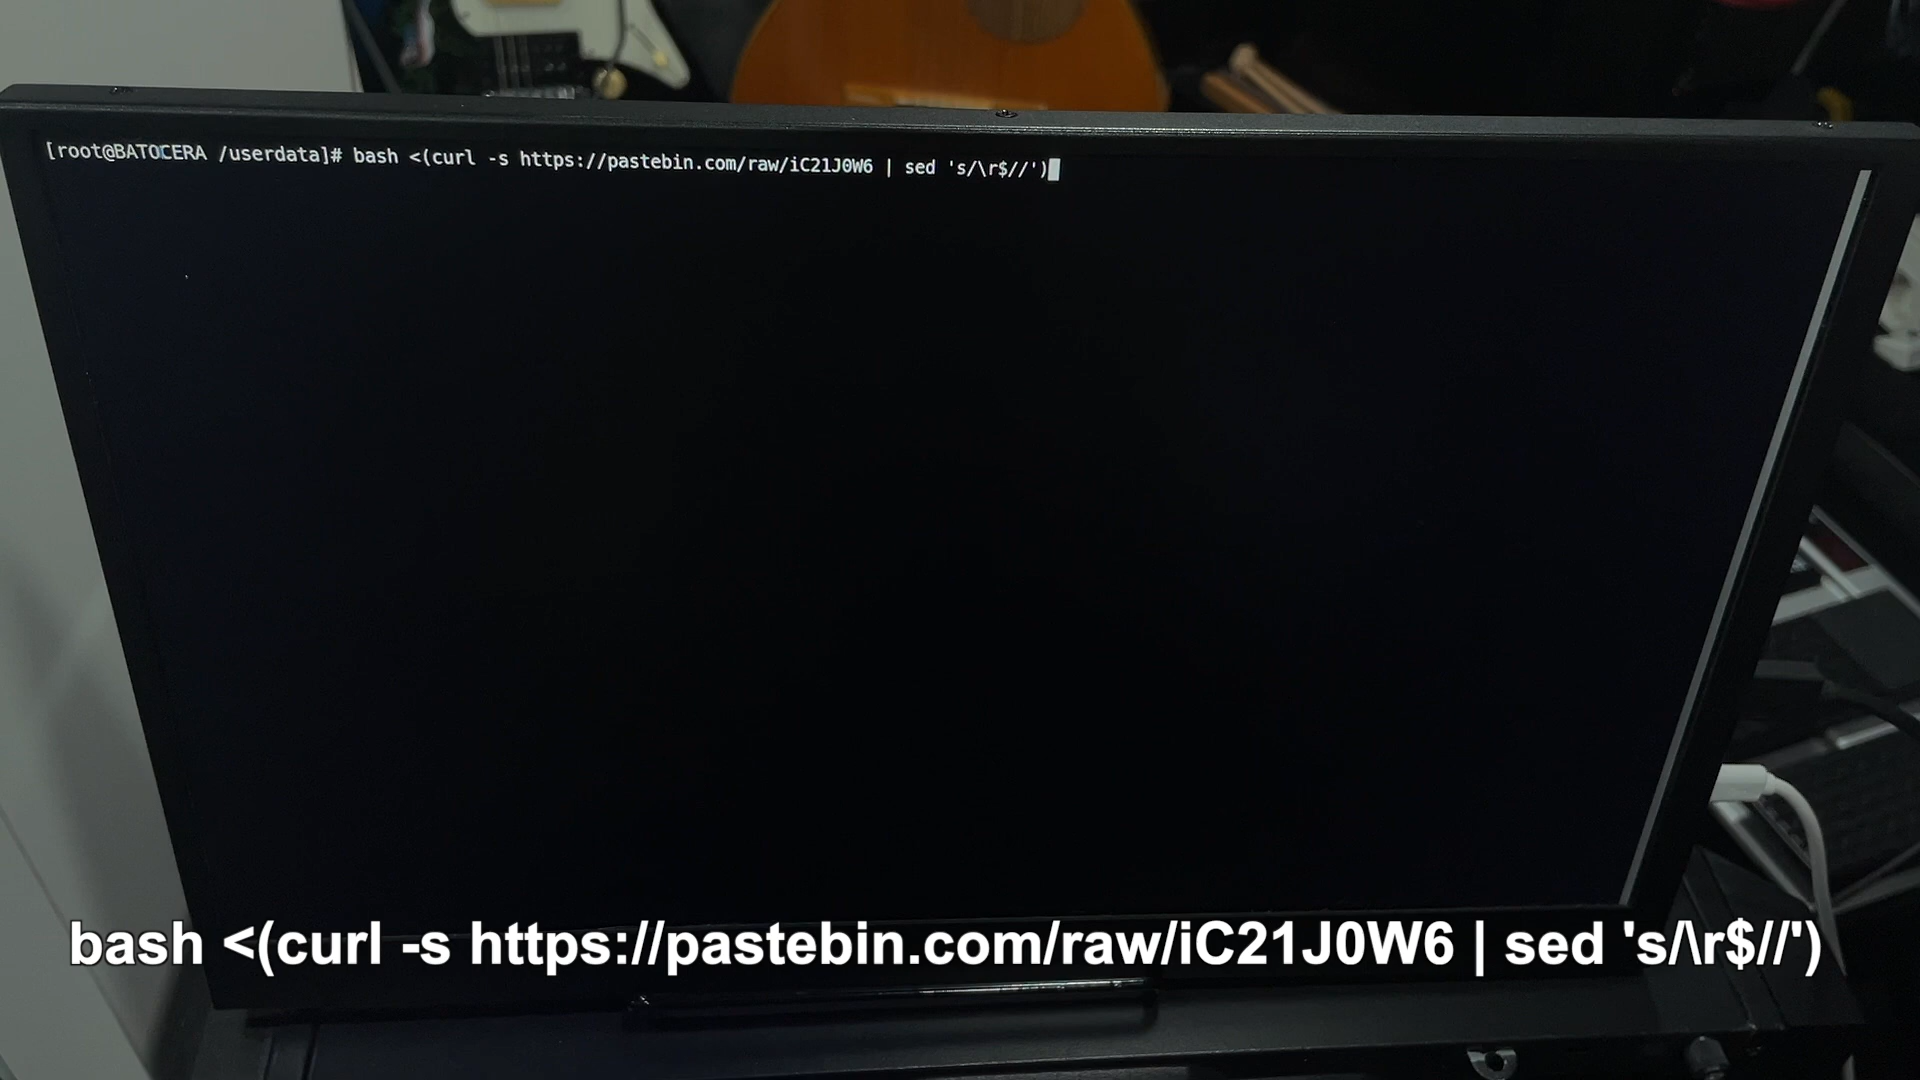 [root@BATOCERA /userdata]# bash <(curl -s https://pastebin.com/raw/iC21J0W6 | sed 's/\r$//')
bash <(curl -s https://pastebin.com/raw/iC21J0W6 | sed 's/\r$//')